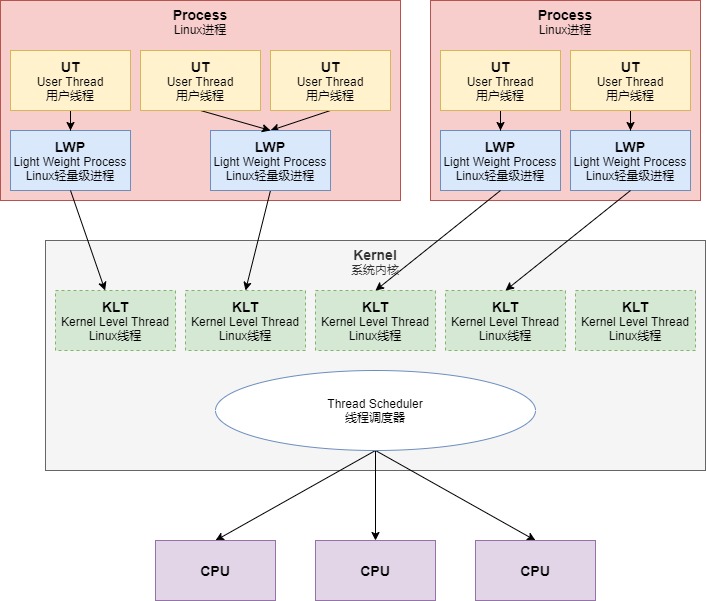 Process
Linux进程
Process
Linux进程
UT
User Thread
用户线程
UT
User Thread
用户线程
UT
User Thread
用户线程
UT
User Thread
用户线程
UT
User Thread
用户线程
LWP
Light Weight Process
Linux轻量级进程
LWP
Light Weight Process
Linux轻量级进程
LWP
Light Weight Process
Linux轻量级进程
LWP
Light Weight Process
Linux轻量级进程
Kernel
系统内核
KLT
Kernel Level Thread
Linux线程
KLT
Kernel Level Thread
Linux线程
KLT
Kernel Level Thread
Linux线程
KLT
Kernel Level Thread
Linux线程
KLT
Kernel Level Thread
Linux线程
Thread Scheduler
线程调度器
CPU
CPU
CPU